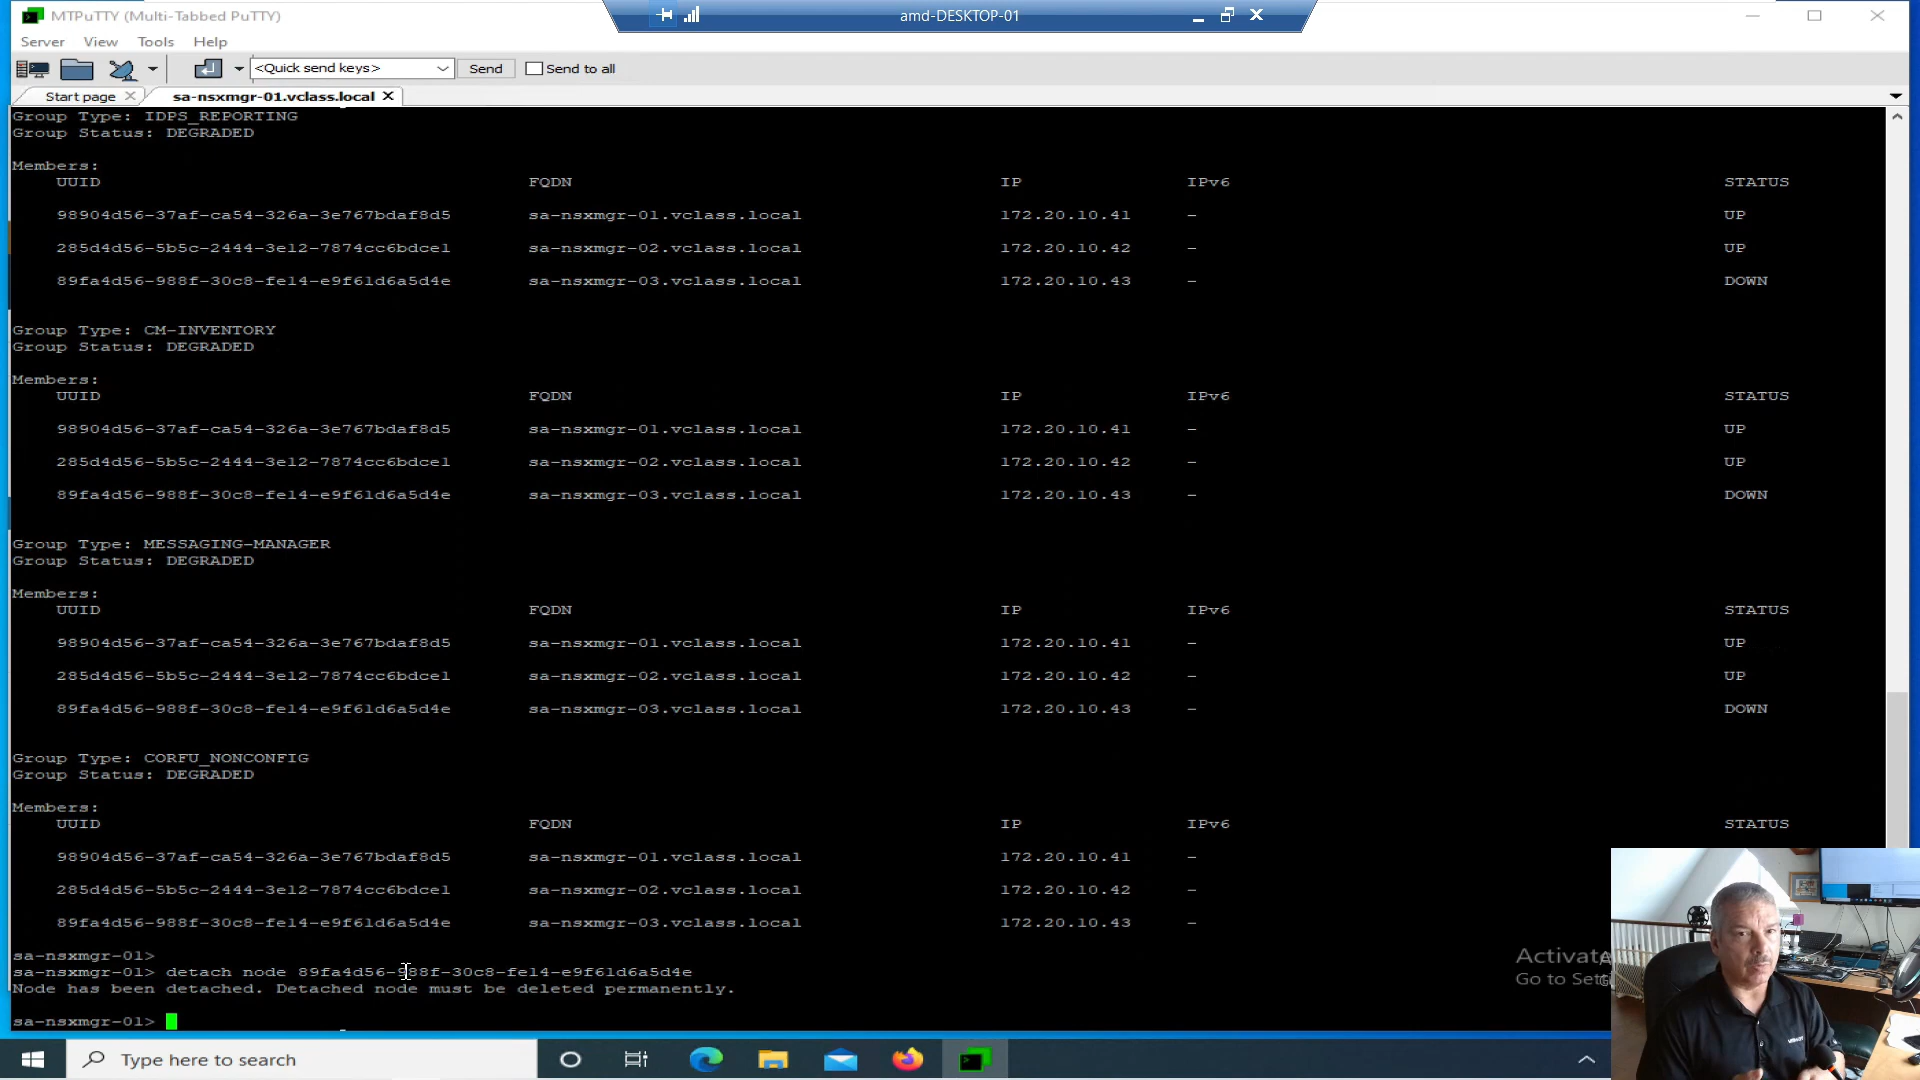 MTPuTTY (Multi-Tabbed PuTTY)
amd-DESKTOP-01
Server View Tools Help
<Quick send keys> Send Send to all
Start page sa-nsxmgr-01.vclass.local
Group Type: IDPS_REPORTING
Group Status: DEGRADED
Members:
UUID FQDN IP IPv6 STATUS
98904d56-37af-ca54-326a-3e767bdaf8d5 sa-nsxmgr-01.vclass.local 172.20.10.41 - UP
285d4d56-5b5c-2444-3e12-7874cc6bdce1 sa-nsxmgr-02.vclass.local 172.20.10.42 - UP
89fa4d56-988f-30c8-fe14-e9f61d6a5d4e sa-nsxmgr-03.vclass.local 172.20.10.43 - DOWN
Group Type: CM-INVENTORY
Group Status: DEGRADED
Members:
UUID FQDN IP IPv6 STATUS
98904d56-37af-ca54-326a-3e767bdaf8d5 sa-nsxmgr-01.vclass.local 172.20.10.41 - UP
285d4d56-5b5c-2444-3e12-7874cc6bdce1 sa-nsxmgr-02.vclass.local 172.20.10.42 - UP
89fa4d56-988f-30c8-fe14-e9f61d6a5d4e sa-nsxmgr-03.vclass.local 172.20.10.43 - DOWN
Group Type: MESSAGING-MANAGER
Group Status: DEGRADED
Members:
UUID FQDN IP IPv6 STATUS
98904d56-37af-ca54-326a-3e767bdaf8d5 sa-nsxmgr-01.vclass.local 172.20.10.41 - UP
285d4d56-5b5c-2444-3e12-7874cc6bdce1 sa-nsxmgr-02.vclass.local 172.20.10.42 - UP
89fa4d56-988f-30c8-fe14-e9f61d6a5d4e sa-nsxmgr-03.vclass.local 172.20.10.43 - DOWN
Group Type: CORFU_NONCONFIG
Group Status: DEGRADED
Members:
UUID FQDN IP IPv6 STATUS
98904d56-37af-ca54-326a-3e767bdaf8d5 sa-nsxmgr-01.vclass.local 172.20.10.41 -
285d4d56-5b5c-2444-3e12-7874cc6bdce1 sa-nsxmgr-02.vclass.local 172.20.10.42 -
89fa4d56-988f-30c8-fe14-e9f61d6a5d4e sa-nsxmgr-03.vclass.local 172.20.10.43 -
sa-nsxmgr-01>
sa-nsxmgr-01> detach node 89fa4d56-988f-30c8-fe14-e9f61d6a5d4e
Node has been detached. Detached node must be deleted permanently.
sa-nsxmgr-01>
Activate
Go to Set
Type here to search